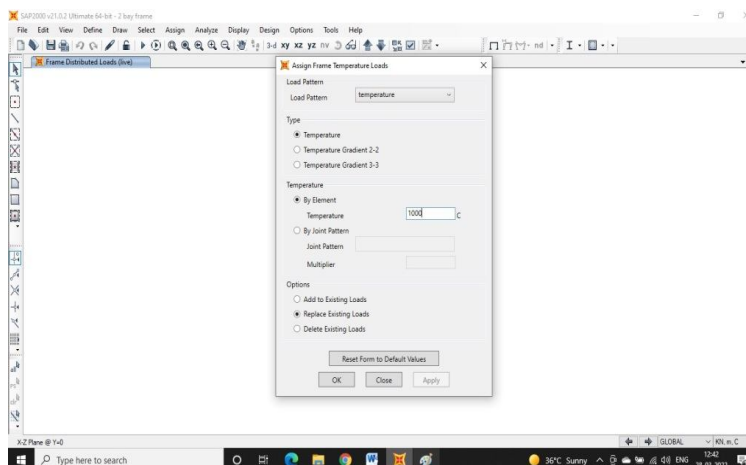 SAP2000 v21.0.2 Ultimate 64-bit - 2 bay frame
File Edit View Define Draw Select Assign Analyze Display Design Options Tools Help
3-d xy xz yz nv
nd
Frame Distributed Loads (live)
Assign Frame Temperature Loads
Load Pattern
Load Pattern temperature
Type
Temperature
Temperature Gradient 2-2
Temperature Gradient 3-3
Temperature
By Element
Temperature 1000 C
By Joint Pattern
Joint Pattern
Multiplier
Options
Add to Existing Loads
Replace Existing Loads
Delete Existing Loads
Reset Form to Default Values
OK Close Apply
X-Z Plane @ Y=0 GLOBAL KN, m, C
Type here to search 36°C Sunny ENG 12:42